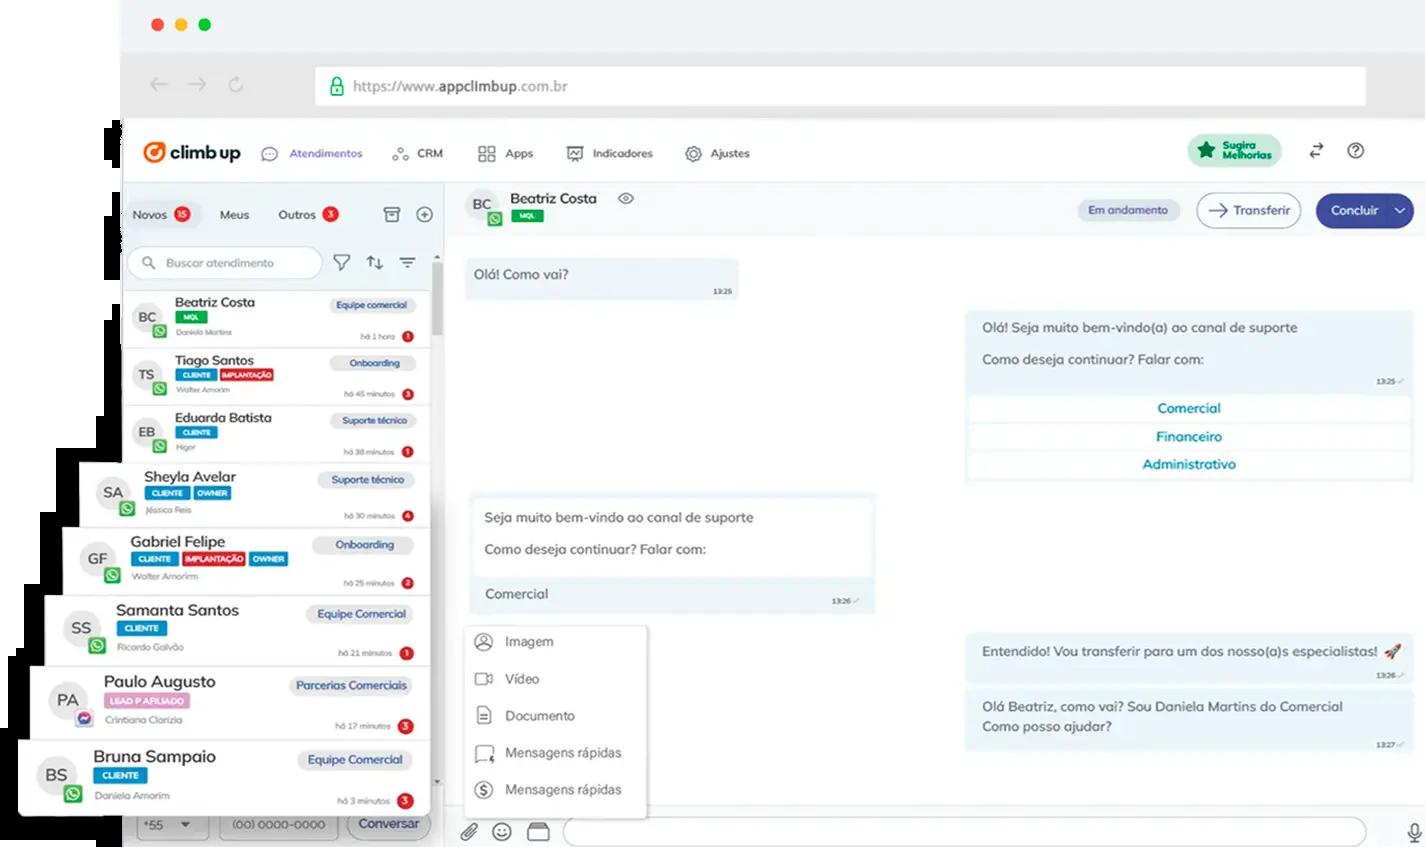 https://www.appclimbup.com.br
climb up
Atendimentos
CRM
Apps
Indicadores
Ajustes
Sugira
Melhorias
Novos 15
Meus
Outros 3
Buscar atendimento
BC
Beatriz Costa
MQL
Daniela Martins
Equipe comercial
há 1 hora 1
TS
Tiago Santos
CLIENTE IMPLANTAÇÃO
Walter Amorim
Onboarding
há 45 minutos 3
EB
Eduarda Batista
CLIENTE
Higor
Suporte técnico
há 38 minutos 1
SA
Sheyla Avelar
CLIENTE OWNER
Jéssica Reis
Suporte técnico
há 30 minutos 4
GF
Gabriel Felipe
CLIENTE IMPLANTAÇÃO OWNER
Walter Amorirm
Onboarding
há 25 minutos 2
SS
Samanta Santos
CLIENTE
Ricardo Galvão
Equipe Comercial
há 21 minutos 1
PA
Paulo Augusto
LEAD P AFILIADO
Crintiana Clarizia
Parcerias Comerciais
há 17 minutos 3
BS
Bruna Sampaio
CLIENTE
Daniela Amorim
Equipe Comercial
há 3 minutos 3
+55
(00) 0000-0000
Conversar
BC
Beatriz Costa
MQL
Em andamento
Transferir
Concluir
Olá! Como vai?
13:25
Olá! Seja muito bem-vindo(a) ao canal de suporte
Como deseja continuar? Falar com:
13:25
Comercial
Financeiro
Administrativo
Seja muito bem-vindo ao canal de suporte
Como deseja continuar? Falar com:
Comercial
13:26
Entendido! Vou transferir para um dos nosso(a)s especialistas! 🚀
13:26
Olá Beatriz, como vai? Sou Daniela Martins do Comercial
Como posso ajudar?
13:27
Imagem
Vídeo
Documento
Mensagens rápidas
Mensagens rápidas